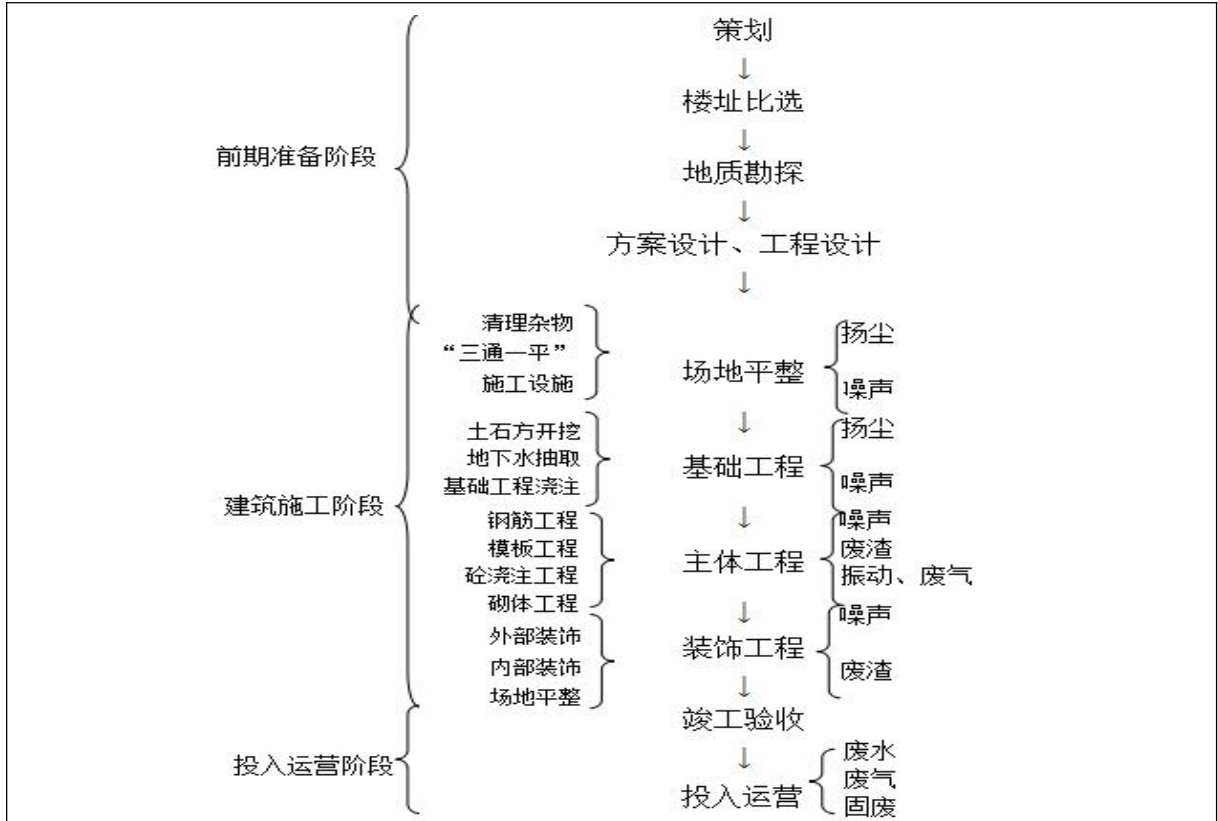 策划
↓
楼址比选
↓
前期准备阶段
地质勘探
↓
方案设计、工程设计
↓
清理杂物
“三通一平”
施工设施
场地平整
扬尘
噪声
↓
土石方开挖
地下水抽取
基础工程浇注
基础工程
扬尘
噪声
建筑施工阶段
↓
钢筋工程
模板工程
砼浇注工程
砌体工程
主体工程
噪声
废渣
振动、废气
↓
外部装饰
内部装饰
场地平整
装饰工程
噪声
废渣
↓
竣工验收
↓
投入运营阶段
投入运营
废水
废气
固废